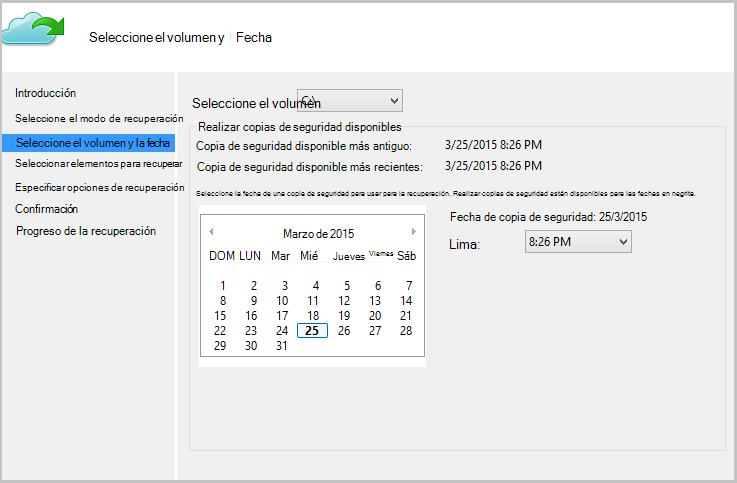 Seleccione el volumen y Fecha
Introducción
Seleccione el modo de recuperación
Seleccione el volumen y la fecha
Seleccionar elementos para recuperar
Especificar opciones de recuperación
Confirmación
Progreso de la recuperación
Seleccione el volumen C:\
Realizar copias de seguridad disponibles
Copia de seguridad disponible más antiguo: 3/25/2015 8:26 PM
Copia de seguridad disponible más recientes: 3/25/2015 8:26 PM
Seleccione la fecha de una copia de seguridad para usar para la recuperación. Realizar copias de seguridad están disponibles para las fechas en negrita.
Marzo de 2015
DOM LUN Mar Mié Jueves Viernes Sáb
1 2 3 4 5 6 7
8 9 10 11 12 13 14
15 16 17 18 19 20 21
22 23 24 25 26 27 28
29 30 31
Fecha de copia de seguridad: 25/3/2015
Lima: 8:26 PM